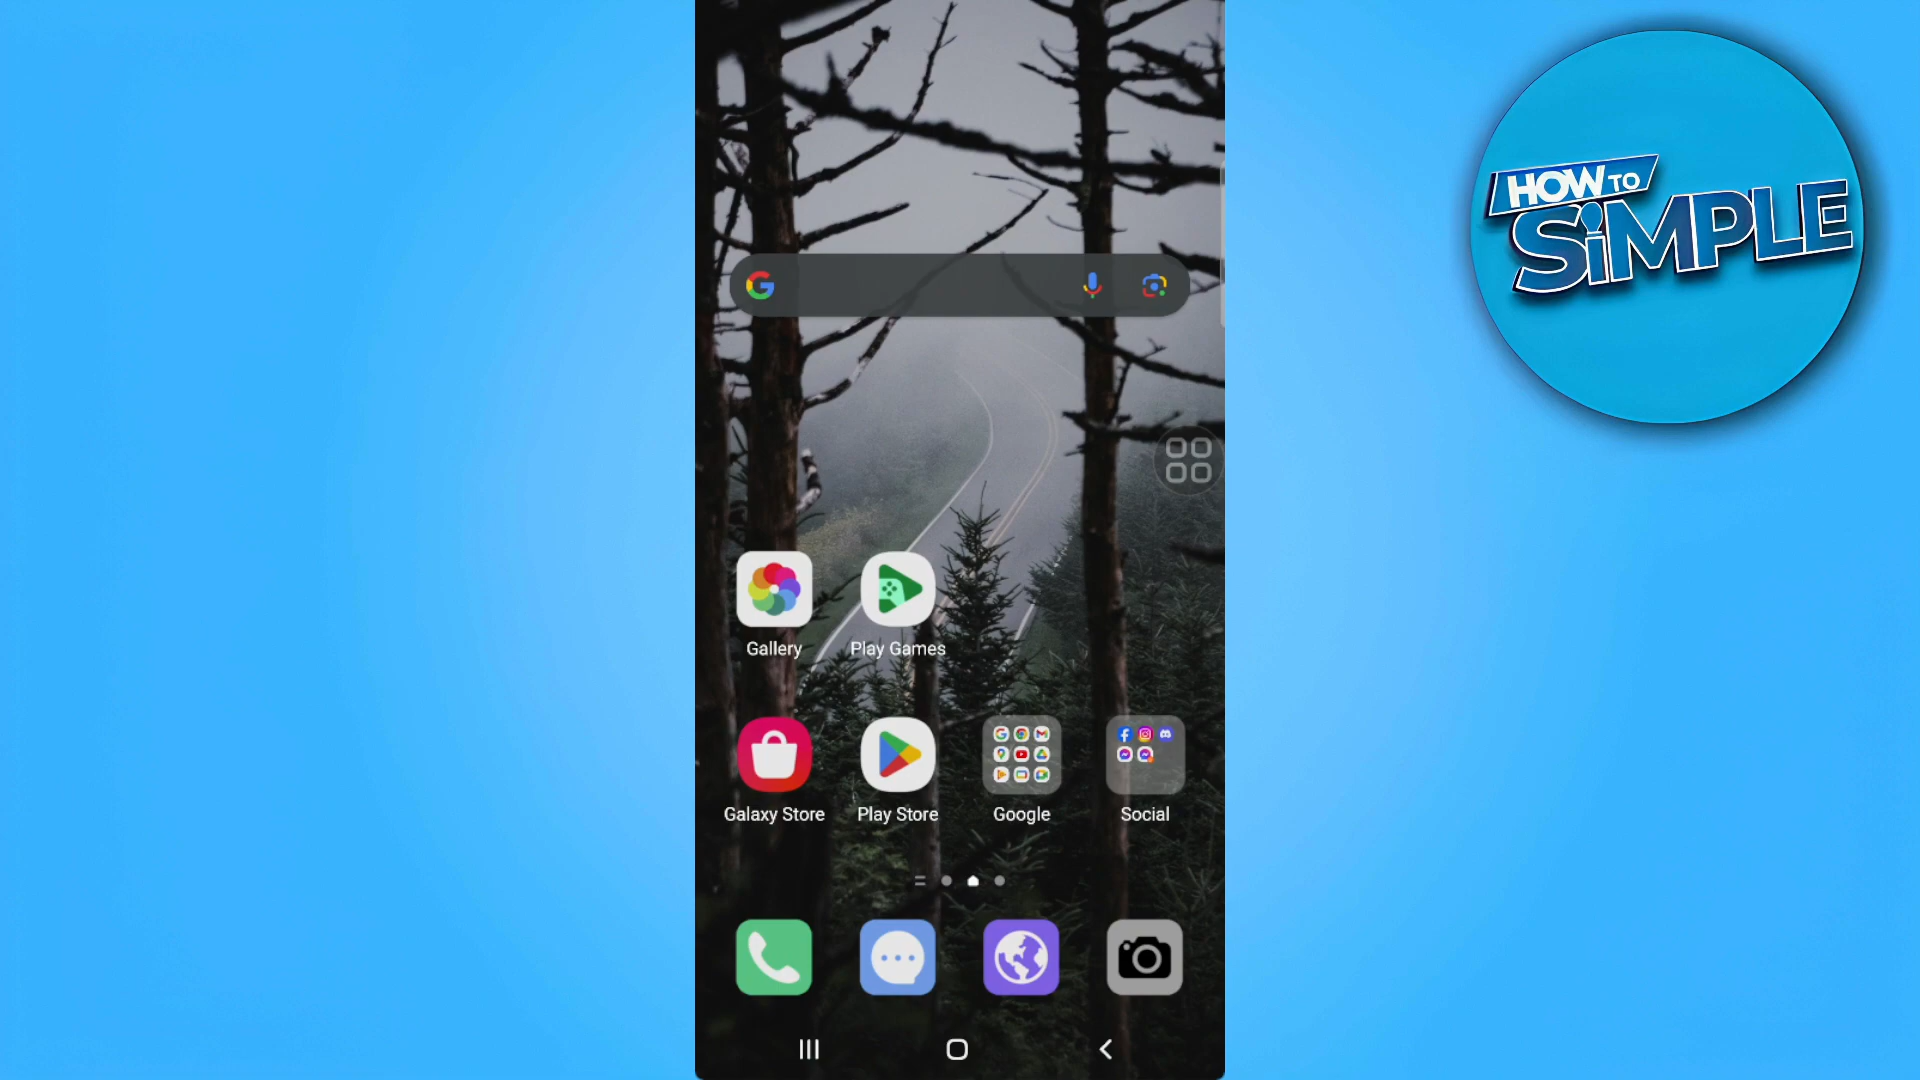 HOW TO
SiMPLE
Gallery
Play Games
Galaxy Store
Play Store
Google
Social